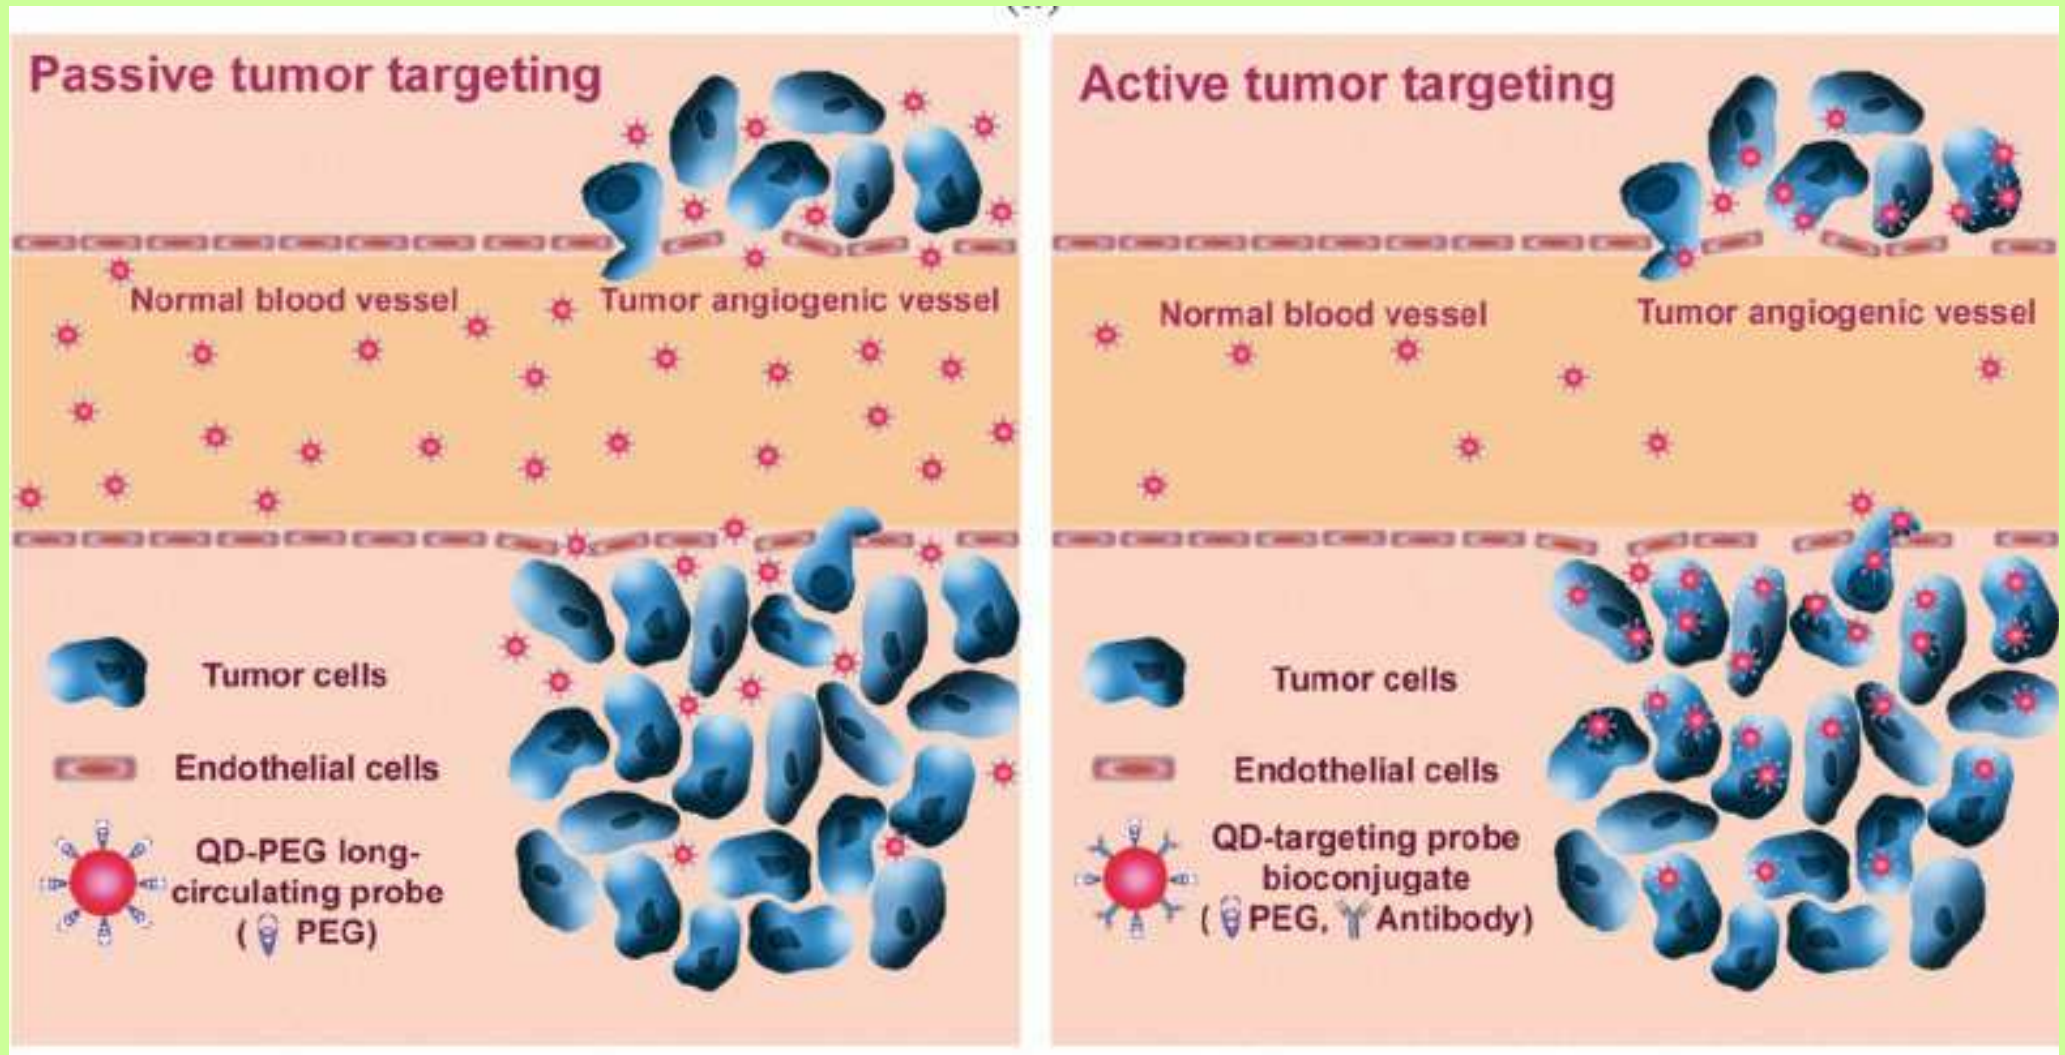 Passive tumor targeting
Normal blood vessel
Tumor angiogenic vessel
Tumor cells
Endothelial cells
QD-PEG long-
circulating probe
( PEG)
Active tumor targeting
Normal blood vessel
Tumor angiogenic vessel
Tumor cells
Endothelial cells
QD-targeting probe
bioconjugate
( PEG, Antibody)